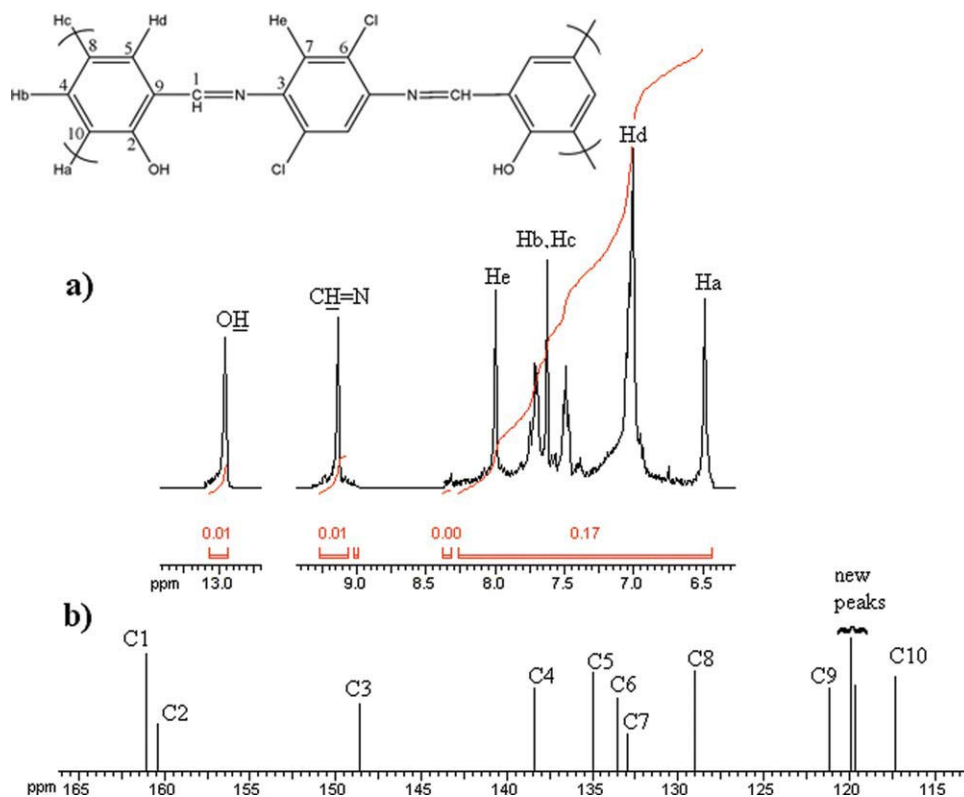 Hc Hd He Cl
8 5 7 6
Hb 4 9 1 CH N 3 N CH
10 2
Ha OH Cl HO
a)
OH
CH=N
He
Hb,Hc
Hd
Ha
0.01 0.01 0.00 0.17
ppm 13.0 9.0 8.5 8.0 7.5 7.0 6.5
b)
new
peaks
C1
C2
C3
C4
C5
C6
C7
C8
C9
C10
ppm 165 160 155 150 145 140 135 130 125 120 115